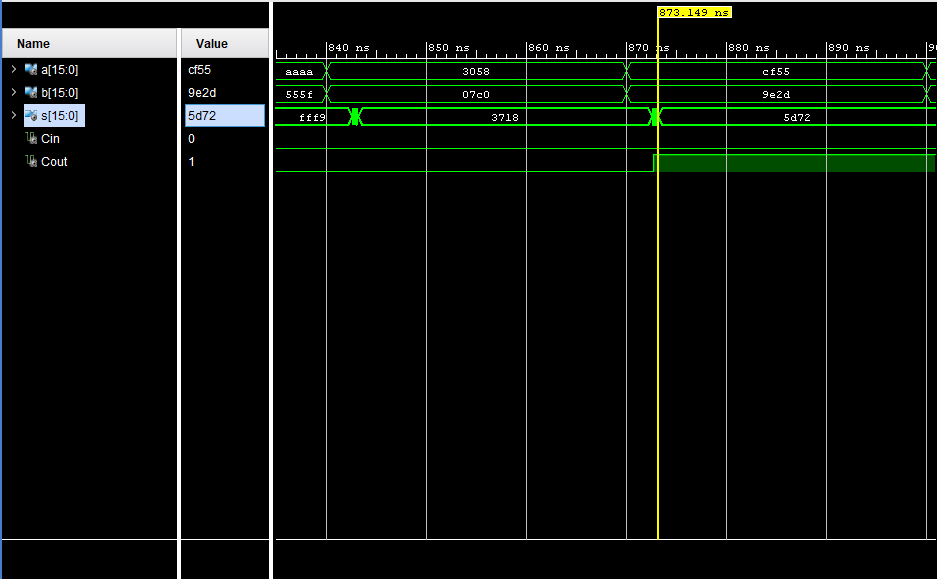 873.149 ns
Name Value
840 ns 850 ns 860 ns 870 ns 880 ns 890 ns
a[15:0] cf55 aaaa 3058 cf55
b[15:0] 9e2d 555f 07c0 9e2d
s[15:0] 5d72 fff9 3718 5d72
Cin 0
Cout 1